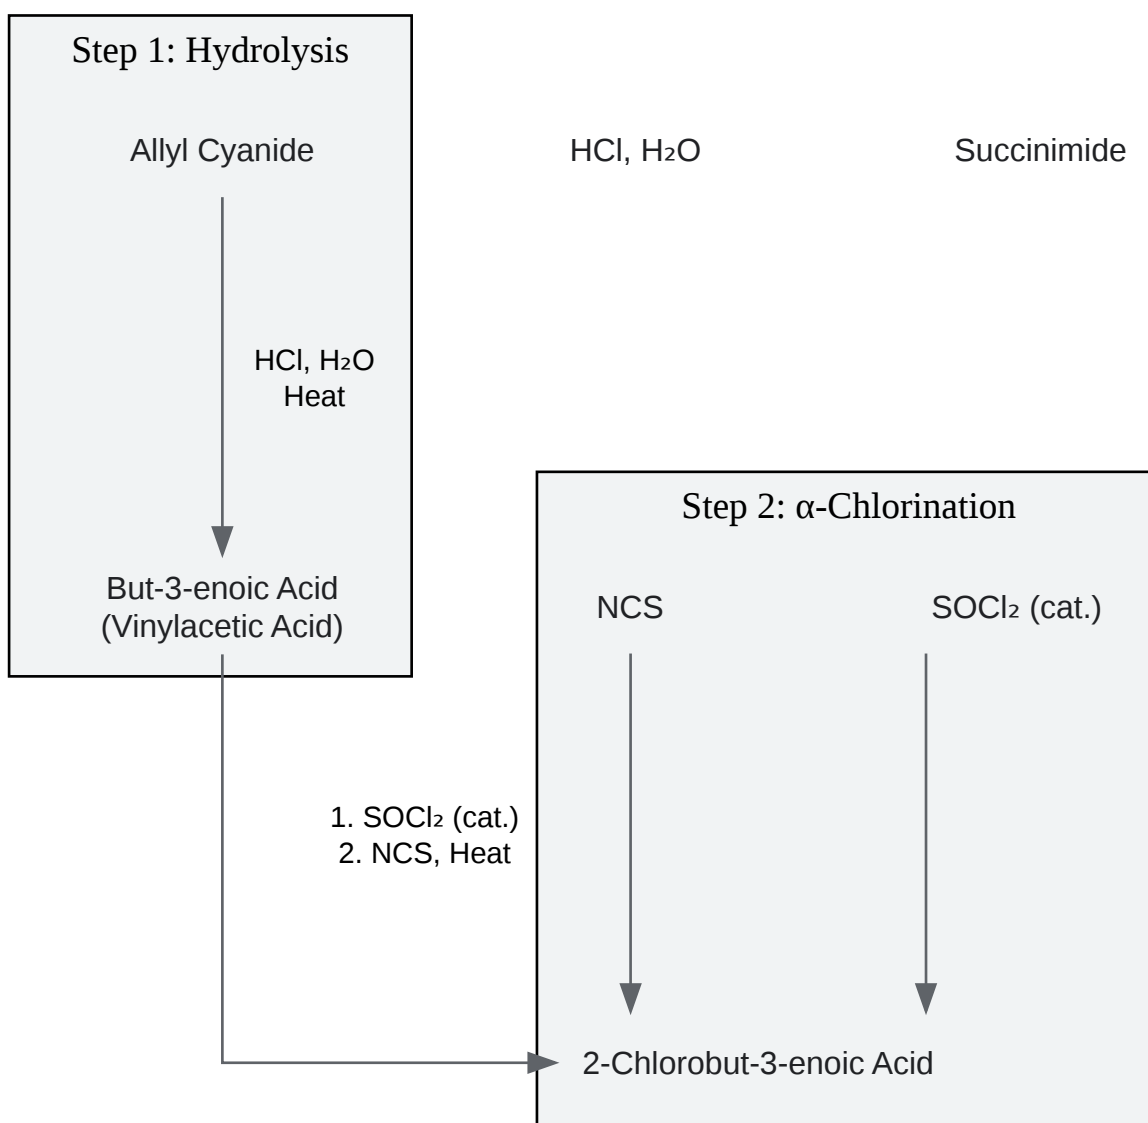 Step 1: Hydrolysis
Allyl Cyanide
HCl, H₂O
Succinimide
HCl, H₂O
Heat
Step 2: α-Chlorination
But-3-enoic Acid
(Vinylacetic Acid)
NCS
SOCl₂ (cat.)
1. SOCl₂ (cat.)
2. NCS, Heat
2-Chlorobut-3-enoic Acid